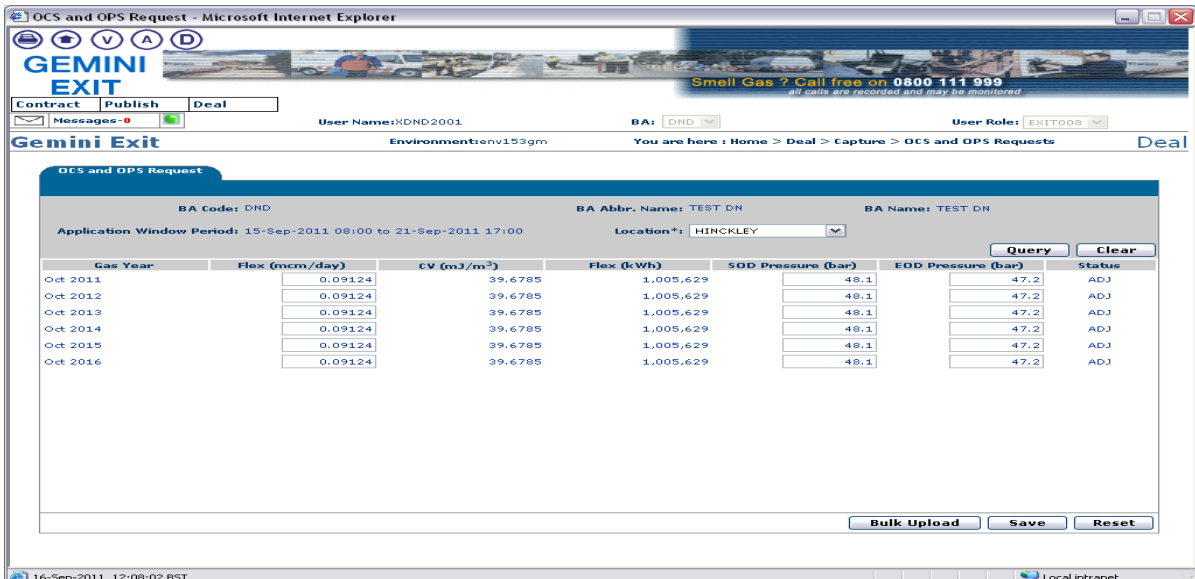 OCS and OPS Request - Microsoft Internet Explorer
V A D
GEMINI
EXIT
Smell Gas ? Call free on 0800 111 999
all calls are recorded and may be monitored
Contract Publish Deal
Messages-0 User Name:XDND2001 BA: DND User Role: EXIT008
Gemini Exit Environment:env153gm You are here : Home > Deal > Capture > OCS and OPS Requests Deal
OCS and OPS Request
BA Code: DND BA Abbr. Name: TEST DN BA Name: TEST DN
Application Window Period: 15-Sep-2011 08:00 to 21-Sep-2011 17:00 Location*: HINCKLEY
Query Clear
Gas Year Flex (mcm/day) CV (mJ/m³) Flex (kWh) SOD Pressure (bar) EOD Pressure (bar) Status
Oct 2011 0.09124 39.6785 1,005,629 48.1 47.2 ADJ
Oct 2012 0.09124 39.6785 1,005,629 48.1 47.2 ADJ
Oct 2013 0.09124 39.6785 1,005,629 48.1 47.2 ADJ
Oct 2014 0.09124 39.6785 1,005,629 48.1 47.2 ADJ
Oct 2015 0.09124 39.6785 1,005,629 48.1 47.2 ADJ
Oct 2016 0.09124 39.6785 1,005,629 48.1 47.2 ADJ
Bulk Upload Save Reset
16-Sep-2011 12:08:02 BST Local intranet